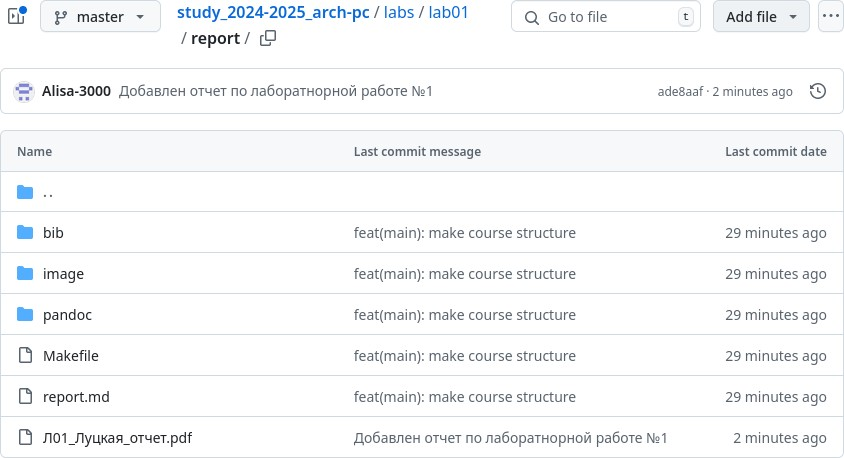 master study_2024-2025_arch-pc / labs / lab01 Go to file t Add file ...
/ report /
Alisa-3000 Добавлен отчет по лаборатнорной работе №1 ade8aaf · 2 minutes ago
Name Last commit message Last commit date
..
bib feat(main): make course structure 29 minutes ago
image feat(main): make course structure 29 minutes ago
pandoc feat(main): make course structure 29 minutes ago
Makefile feat(main): make course structure 29 minutes ago
report.md feat(main): make course structure 29 minutes ago
Л01_Луцкая_отчет.pdf Добавлен отчет по лаборатнорной работе №1 2 minutes ago